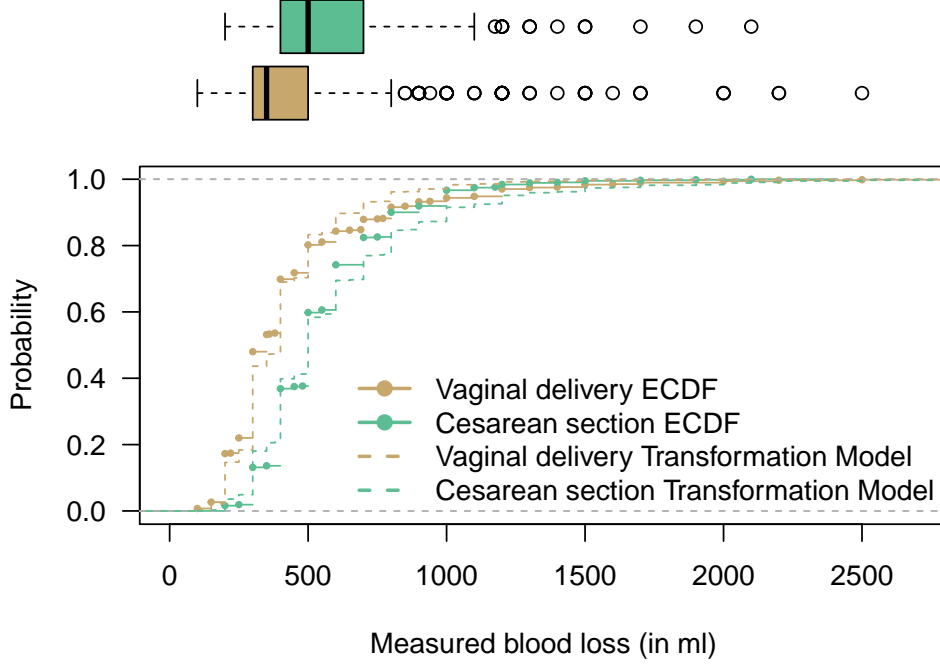 1.0
0.8
0.6
0.4
0.2
0.0
Probability
Vaginal delivery ECDF
Cesarean section ECDF
Vaginal delivery Transformation Model
Cesarean section Transformation Model
0 500 1000 1500 2000 2500
Measured blood loss (in ml)